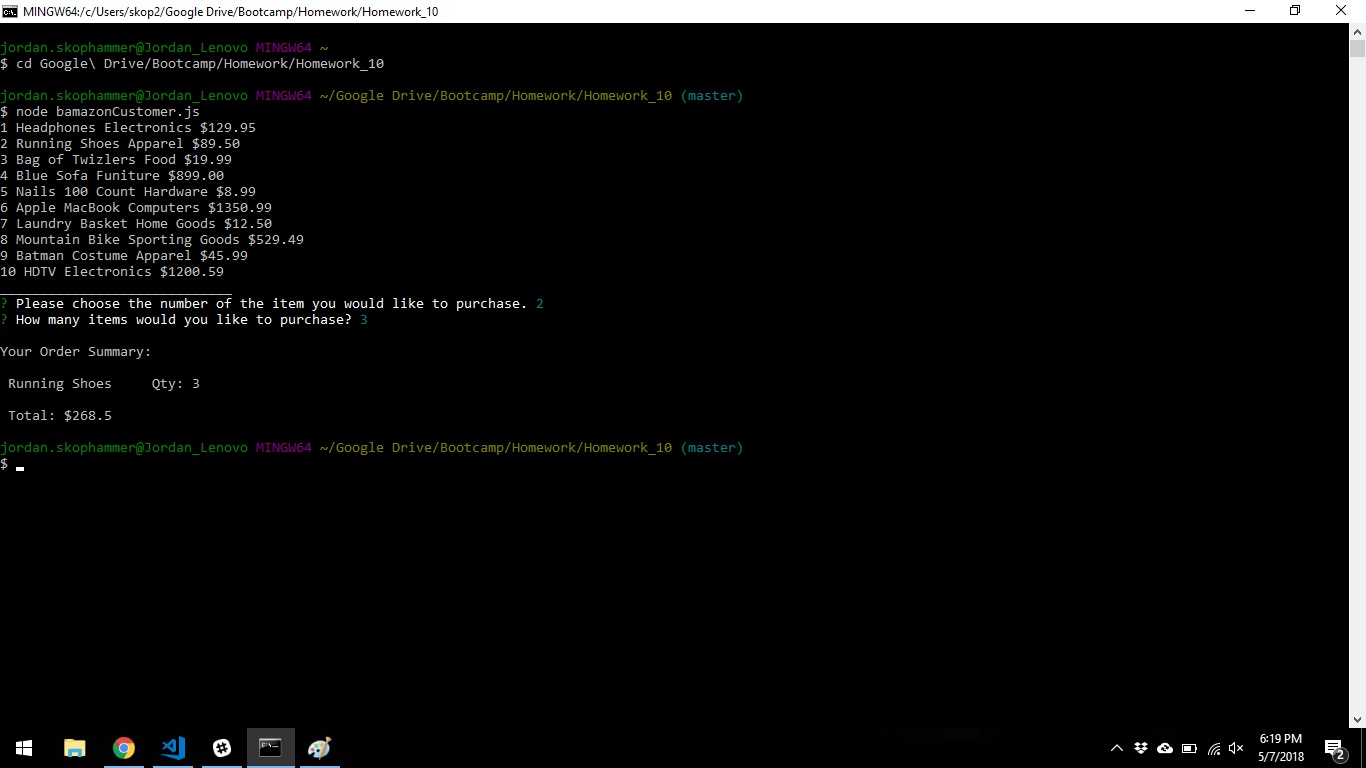 MINGW64:/c/Users/skop2/Google Drive/Bootcamp/Homework/Homework_10
jordan.skophammer@Jordan_Lenovo MINGW64 ~
$ cd Google\ Drive/Bootcamp/Homework/Homework_10
jordan.skophammer@Jordan_Lenovo MINGW64 ~/Google Drive/Bootcamp/Homework/Homework_10 (master)
$ node bamazonCustomer.js
1 Headphones Electronics $129.95
2 Running Shoes Apparel $89.50
3 Bag of Twizlers Food $19.99
4 Blue Sofa Funiture $899.00
5 Nails 100 Count Hardware $8.99
6 Apple MacBook Computers $1350.99
7 Laundry Basket Home Goods $12.50
8 Mountain Bike Sporting Goods $529.49
9 Batman Costume Apparel $45.99
10 HDTV Electronics $1200.59
_____________________________
? Please choose the number of the item you would like to purchase. 2
? How many items would you like to purchase? 3
Your Order Summary:
Running Shoes     Qty: 3
Total: $268.5
jordan.skophammer@Jordan_Lenovo MINGW64 ~/Google Drive/Bootcamp/Homework/Homework_10 (master)
$
6:19 PM
5/7/2018
2